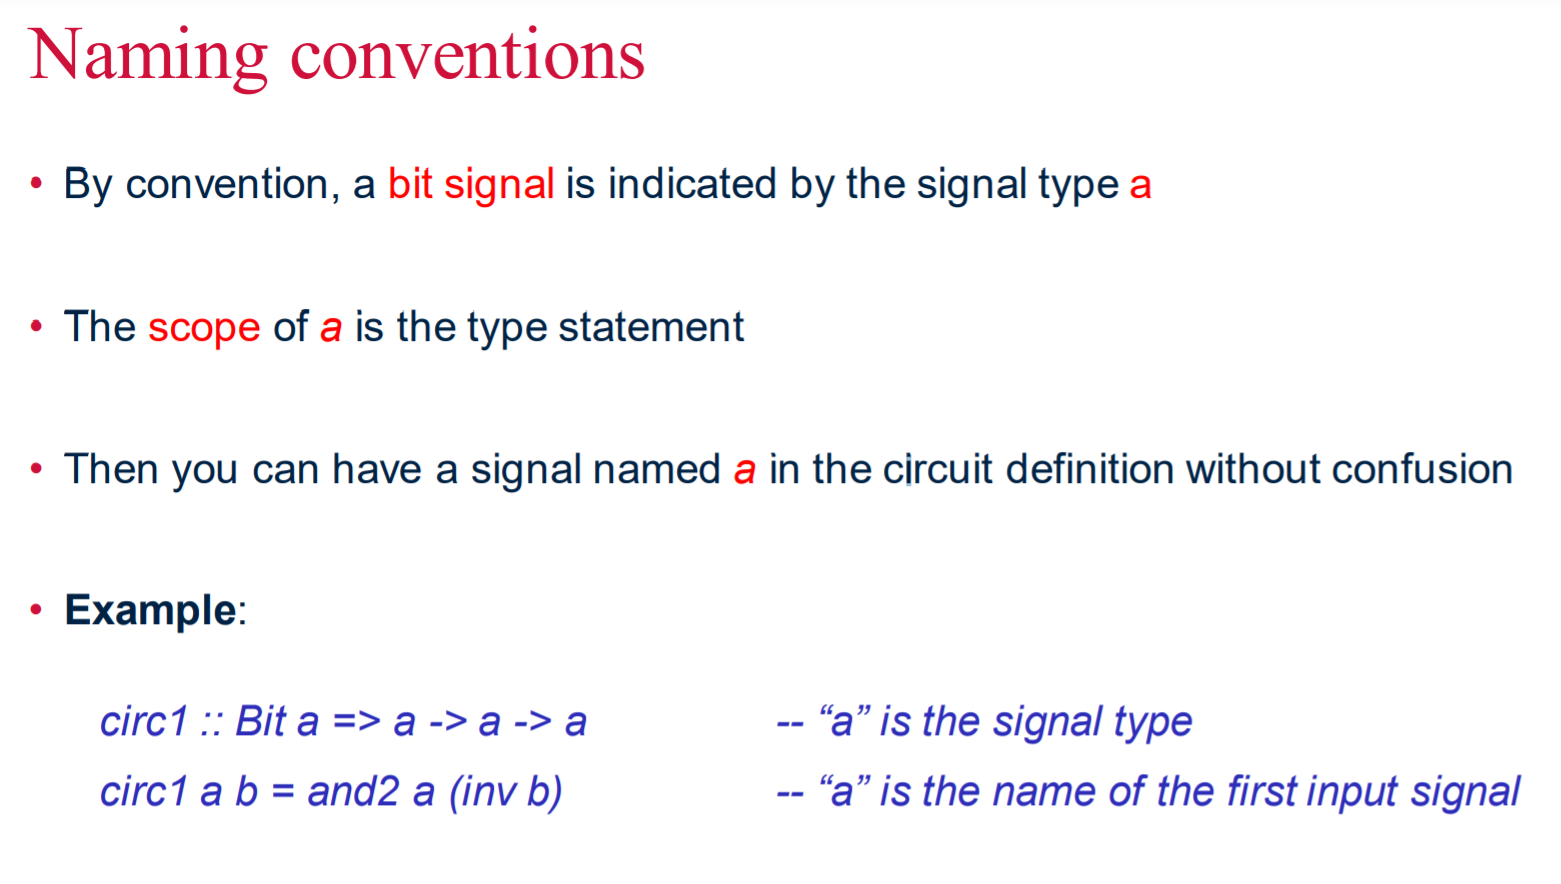 Naming conventions
• By convention, a bit signal is indicated by the signal type a
• The scope of a is the type statement
• Then you can have a signal named a in the circuit definition without confusion
• Example:
circ1 :: Bit a => a -> a -> a -- “a” is the signal type
circ1 a b = and2 a (inv b) -- “a” is the name of the first input signal